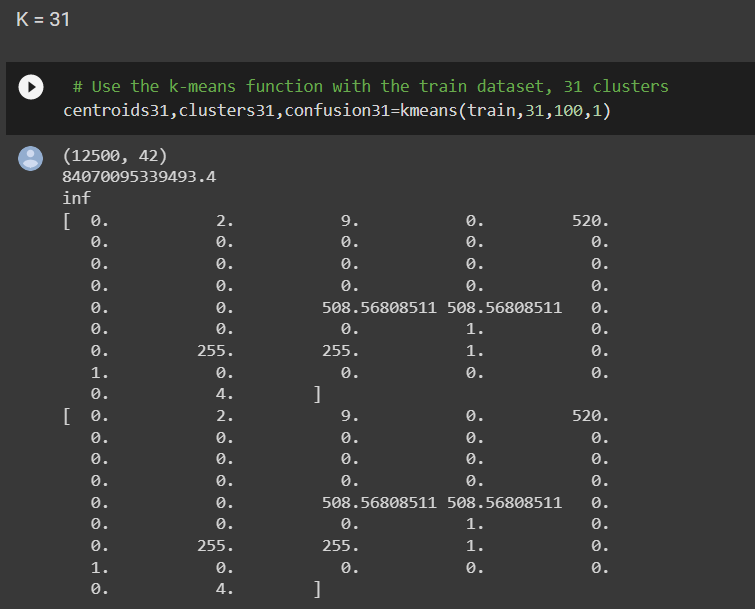 K = 31
# Use the k-means function with the train dataset, 31 clusters
centroids31,clusters31,confusion31=kmeans(train,31,100,1)
(12500, 42)
84070095339493.4
inf
[ 0. 2. 9. 0. 520.
0. 0. 0. 0. 0.
0. 0. 0. 0. 0.
0. 0. 0. 0. 0.
0. 0. 508.56808511 508.56808511 0.
0. 0. 0. 1. 0.
0. 255. 255. 1. 0.
1. 0. 0. 0. 0.
0. 4. ]
[ 0. 2. 9. 0. 520.
0. 0. 0. 0. 0.
0. 0. 0. 0. 0.
0. 0. 0. 0. 0.
0. 0. 508.56808511 508.56808511 0.
0. 0. 0. 1. 0.
0. 255. 255. 1. 0.
1. 0. 0. 0. 0.
0. 4. ]